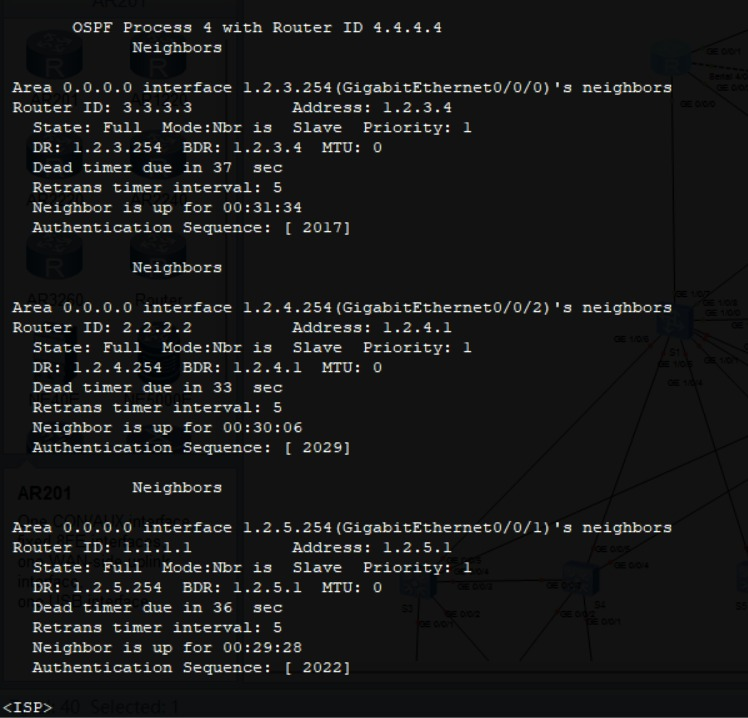 OSPF Process 4 with Router ID 4.4.4.4
Neighbors
Area 0.0.0.0 interface 1.2.3.254(GigabitEthernet0/0/0)'s neighbors
Router ID: 3.3.3.3 Address: 1.2.3.4
State: Full Mode:Nbr is Slave Priority: 1
DR: 1.2.3.254 BDR: 1.2.3.4 MTU: 0
Dead timer due in 37 sec
Retrans timer interval: 5
Neighbor is up for 00:31:34
Authentication Sequence: [ 2017]
Neighbors
Area 0.0.0.0 interface 1.2.4.254(GigabitEthernet0/0/2)'s neighbors
Router ID: 2.2.2.2 Address: 1.2.4.1
State: Full Mode:Nbr is Slave Priority: 1
DR: 1.2.4.254 BDR: 1.2.4.1 MTU: 0
Dead timer due in 33 sec
Retrans timer interval: 5
Neighbor is up for 00:30:06
Authentication Sequence: [ 2029]
Neighbors
AR201
Area 0.0.0.0 interface 1.2.5.254(GigabitEthernet0/0/1)'s neighbors
Router ID: 1.1.1.1 Address: 1.2.5.1
State: Full Mode:Nbr is Slave Priority: 1
DR: 1.2.5.254 BDR: 1.2.5.1 MTU: 0
Dead timer due in 36 sec
Retrans timer interval: 5
Neighbor is up for 00:29:28
Authentication Sequence: [ 2022]
<ISP>
40 Selected: 1